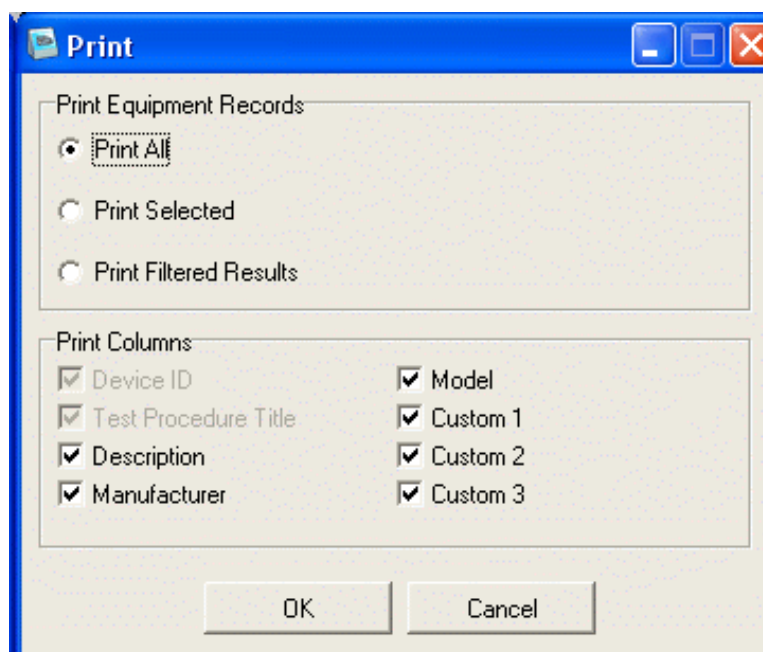 Print
Print Equipment Records
Print All
Print Selected
Print Filtered Results
Print Columns
Device ID
Test Procedure Title
Description
Manufacturer
Model
Custom 1
Custom 2
Custom 3
OK
Cancel